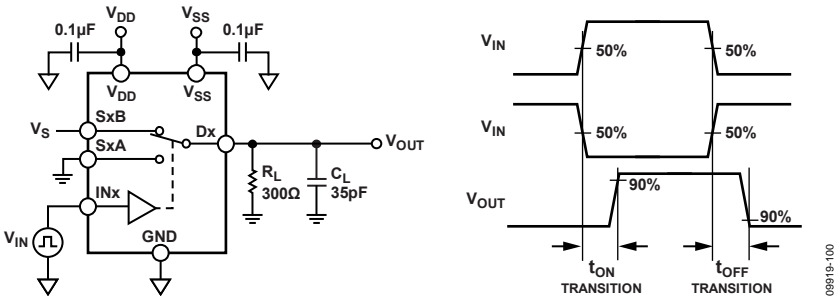 VDD
VSS
0.1µF
0.1µF
VDD
VSS
SxB
VS
Dx
VOUT
SxA
RL
300Ω
CL
35pF
INx
VIN
GND
VIN
50%
50%
VIN
50%
50%
VOUT
90%
90%
tON
TRANSITION
tOFF
TRANSITION
09919-100